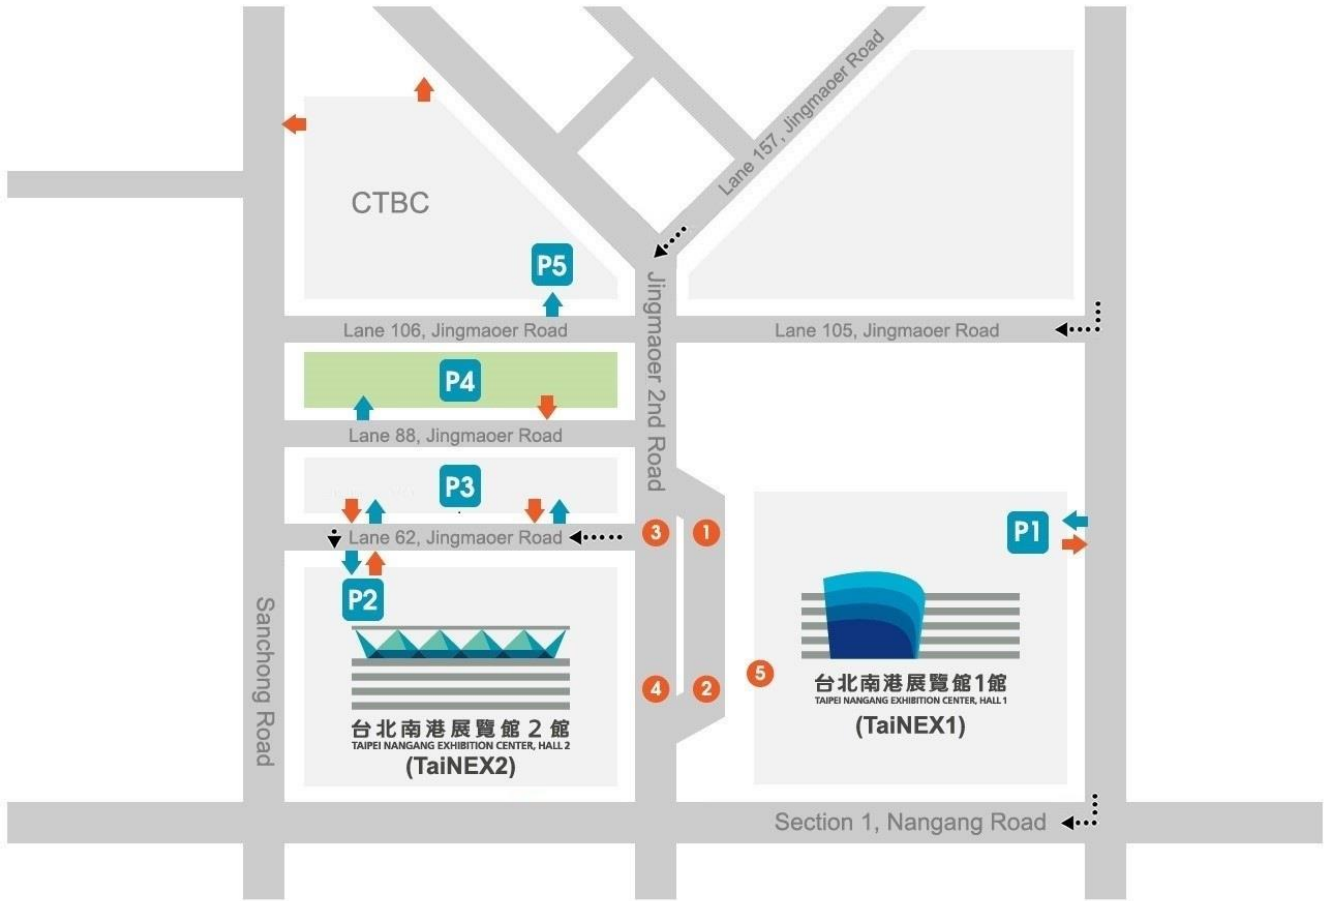 Lane 157, Jingmaoer Road
CTBC
P5
Jingmaoer 2nd Road
Lane 106, Jingmaoer Road
Lane 105, Jingmaoer Road
P4
Lane 88, Jingmaoer Road
P3
P1
Lane 62, Jingmaoer Road
3
1
P2
Sanchong Road
4
2
5
台北南港展覽館1館
TAIPEI NANGANG EXHIBITION CENTER, HALL 1
(TaiNEX1)
台北南港展覽館2館
TAIPEI NANGANG EXHIBITION CENTER, HALL 2
(TaiNEX2)
Section 1, Nangang Road